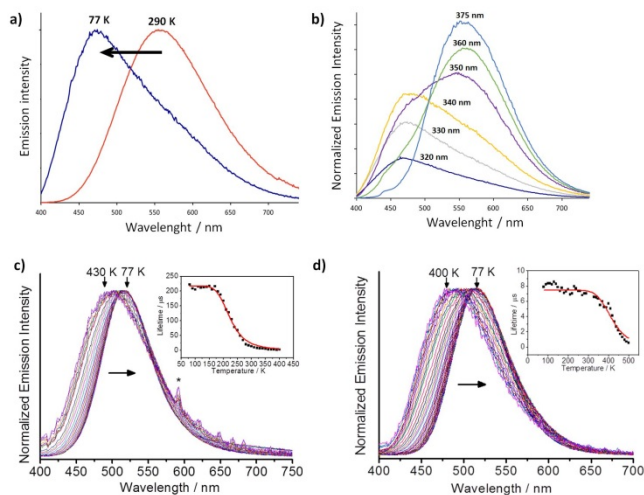 a)
77 K
290 K
Emission intensity
400 450 500 550 600 650 700
Wavelenght / nm
b)
375 nm
360 nm
350 nm
340 nm
330 nm
320 nm
Normalized Emission Intensity
400 450 500 550 600 650 700
Wavelenght / nm
c)
430 K
77 K
250
200
150
100
50
0
Lifetime / μs
50 100 150 200 250 300 350 400 450
Temperature / K
*
Normalized Emission Intensity
400 450 500 550 600 650 700 750
Wavelength / nm
d)
400 K
77 K
10
8
6
4
2
0
Lifetime / μs
0 100 200 300 400 500
Temperature / K
Normalized Emission Intensity
400 450 500 550 600 650 700
Wavelength / nm